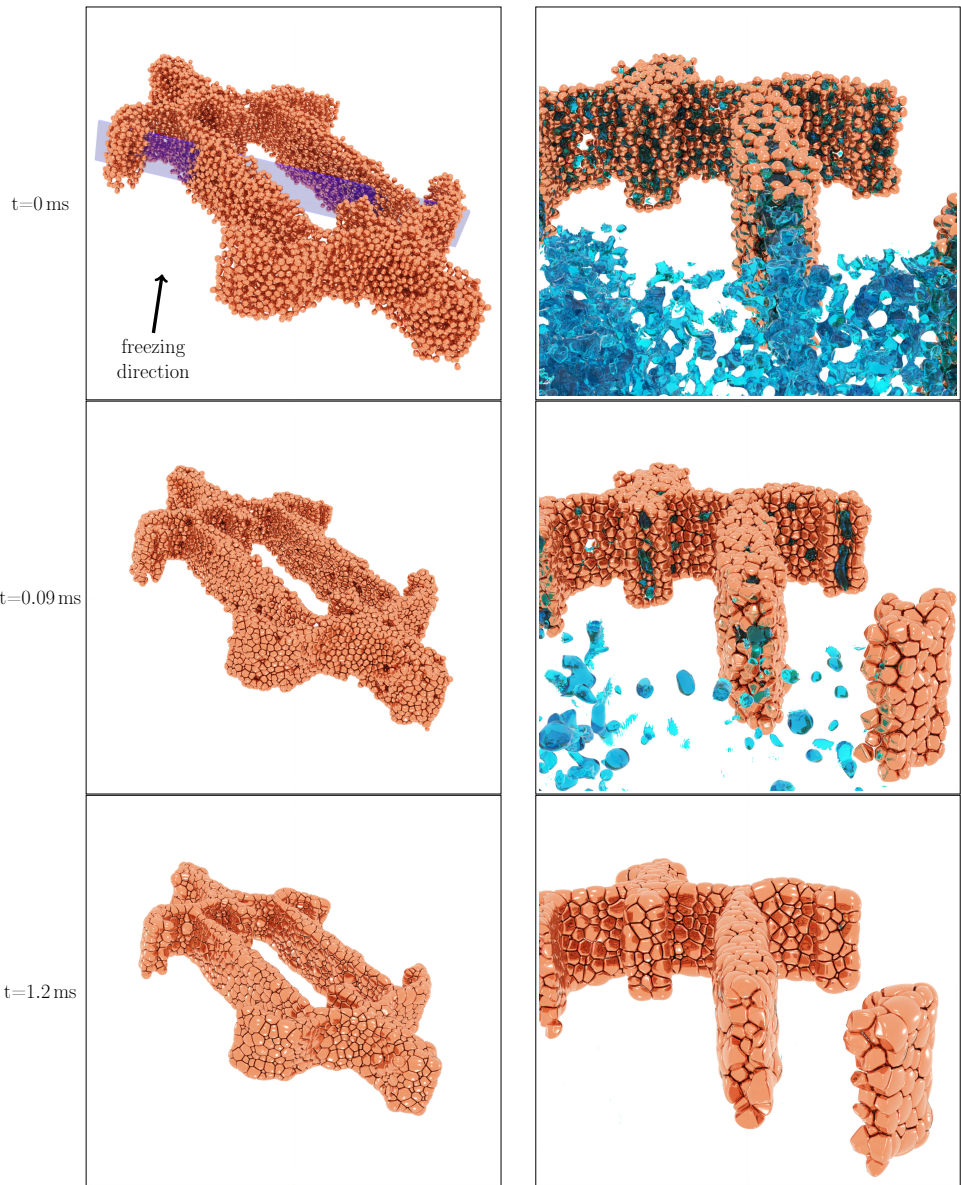 t=0 ms
freezing
direction
t=0.09 ms
t=1.2 ms